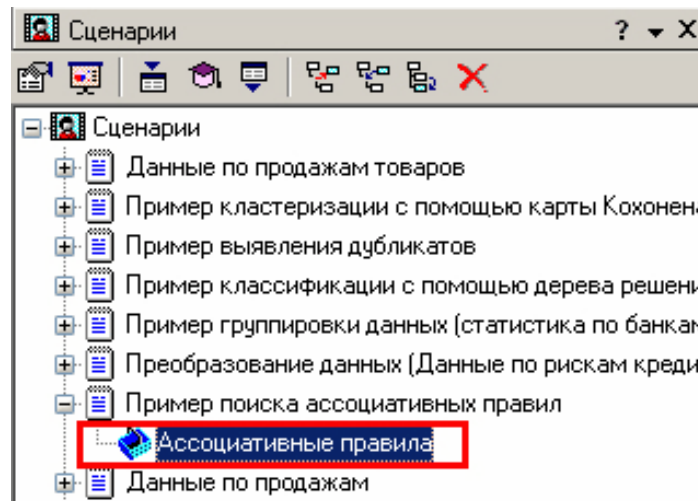 Сценарии ? X
Сценарии
Данные по продажам товаров
Пример кластеризации с помощью карты Кохонена
Пример выявления дубликатов
Пример классификации с помощью дерева решени
Пример группировки данных (статистика по банкам
Преобразование данных (Данные по рискам креди
Пример поиска ассоциативных правил
Ассоциативные правила
Данные по продажам